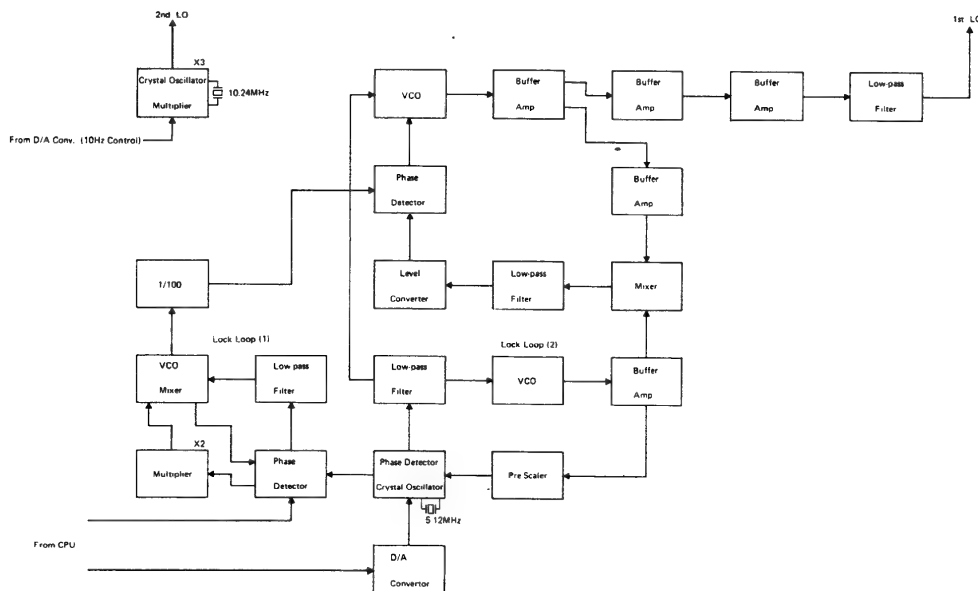 2nd LO
1st LO
X3
Crystal Oscillator
Multiplier
10.24MHz
From D/A Conv. (10Hz Control)
VCO
Buffer
Amp
Buffer
Amp
Buffer
Amp
Low-pass
Filter
Phase
Detector
Buffer
Amp
1/100
Level
Converter
Low-pass
Filter
Mixer
Lock Loop (1)
Lock Loop (2)
VCO
Mixer
Low-pass
Filter
Low-pass
Filter
VCO
Buffer
Amp
X2
Multiplier
Phase
Detector
Phase Detector
Crystal Oscillator
Pre Scaler
5.12MHz
From CPU
D/A
Convertor